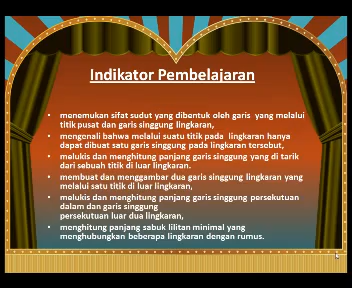 Indikator Pembelajaran
• menemukan sifat sudut yang dibentuk oleh garis yang melalui
titik pusat dan garis singgung lingkaran,
• mengenali bahwa melalui suatu titik pada lingkaran hanya
dapat dibuat satu garis singgung pada lingkaran tersebut,
• melukis dan menghitung panjang garis singgung yang di tarik
dari sebuah titik di luar lingkaran.
• membuat dan menggambar dua garis singgung lingkaran yang
melalui satu titik di luar lingkaran,
• melukis dan menghitung panjang garis singgung persekutuan
dalam dan garis singgung
persekutuan luar dua lingkaran,
• menghitung panjang sabuk lilitan minimal yang
menghubungkan beberapa lingkaran dengan rumus.